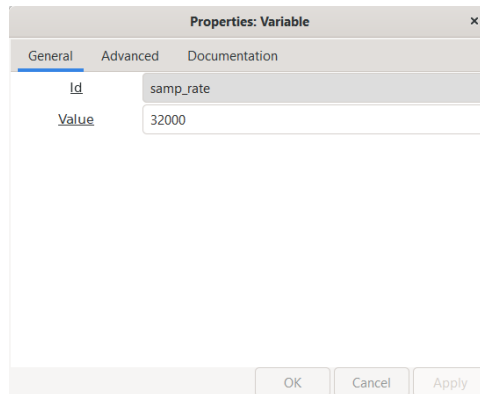 Properties: Variable ×
General Advanced Documentation
Id samp_rate
Value 32000
OK Cancel Apply